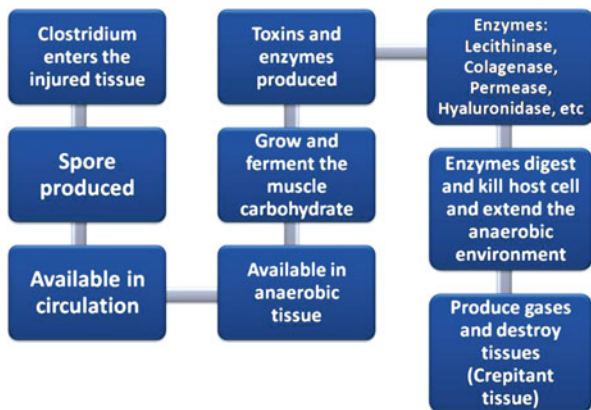 Clostridium
enters the
injured tissue
Spore
produced
Available in
circulation
Available in
anaerobic
tissue
Grow and
ferment the
muscle
carbohydrate
Toxins and
enzymes
produced
Enzymes:
Lecithinase,
Colagenase,
Permease,
Hyaluronidase, etc
Enzymes digest
and kill host cell
and extend the
anaerobic
environment
Produce gases
and destroy
tissues
(Crepitant
tissue)